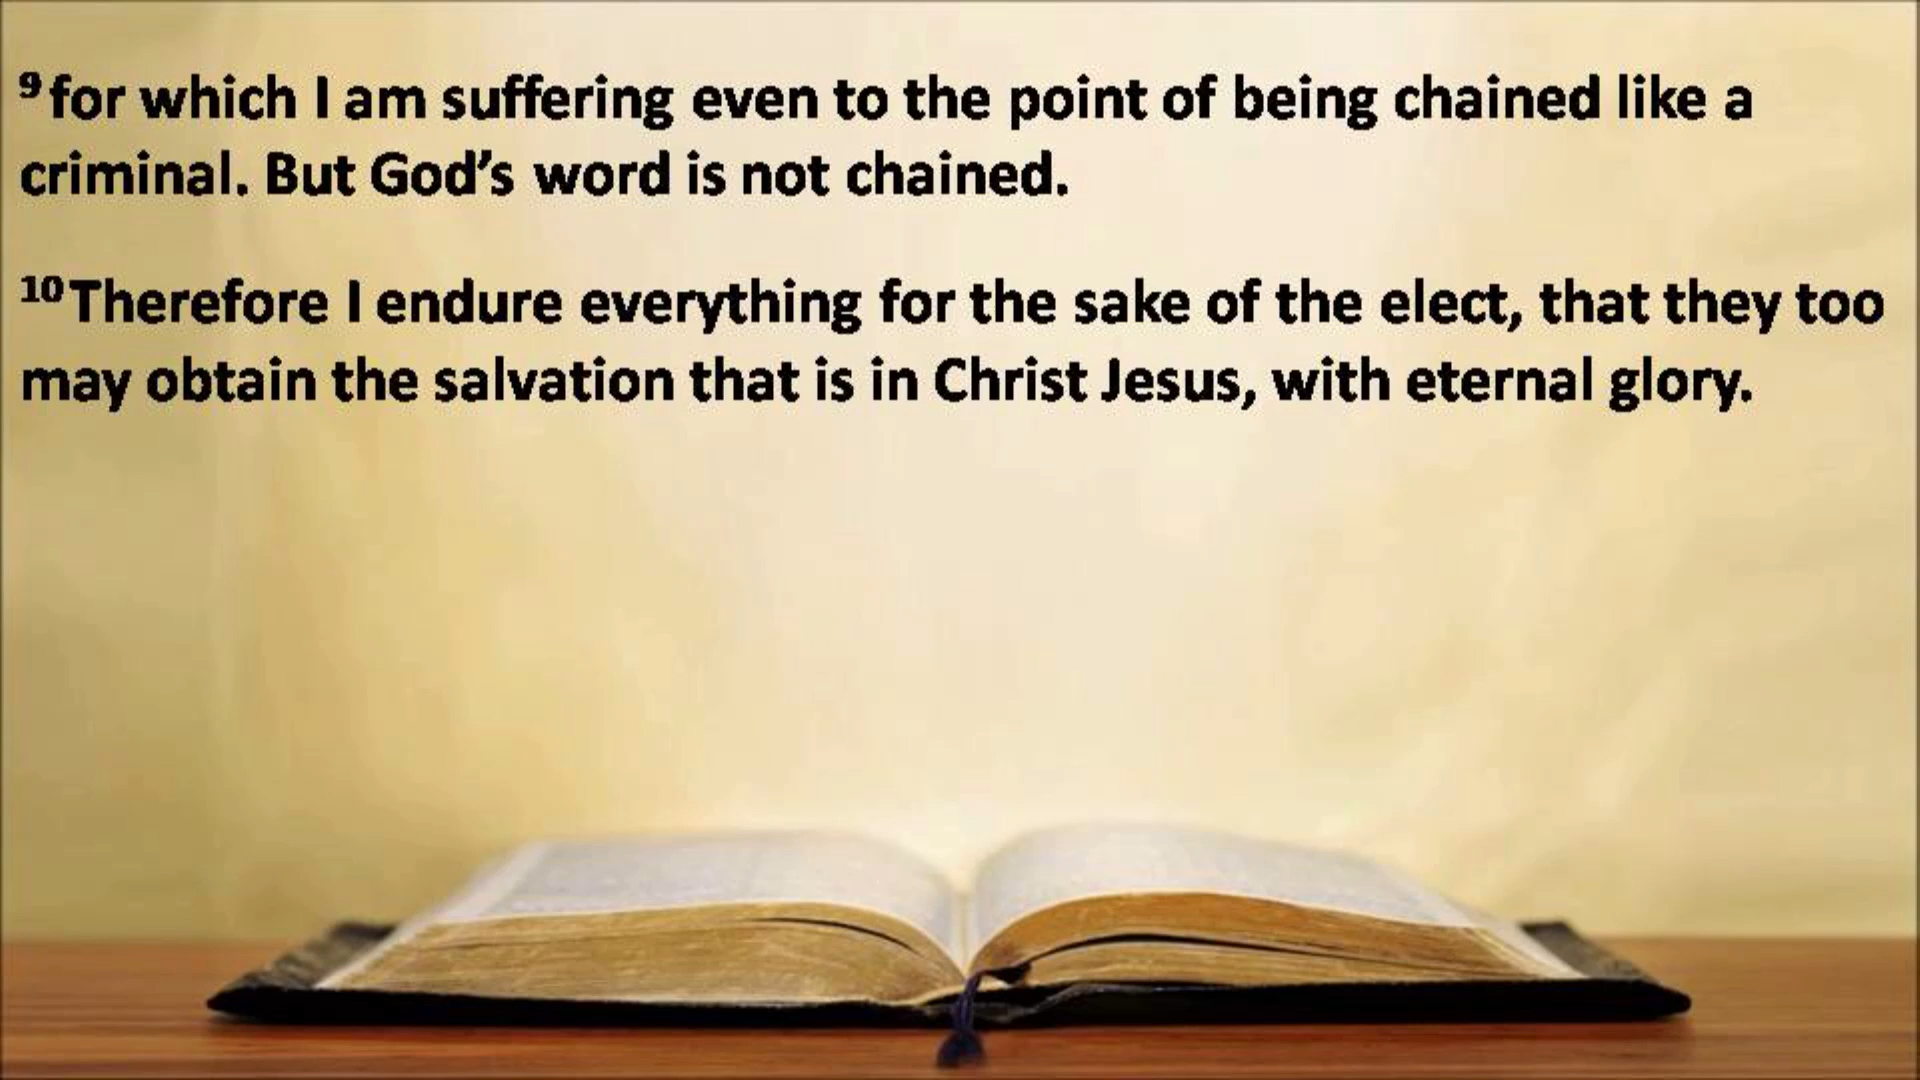 ⁹for which I am suffering even to the point of being chained like a
criminal. But God’s word is not chained.
¹⁰Therefore I endure everything for the sake of the elect, that they too
may obtain the salvation that is in Christ Jesus, with eternal glory.